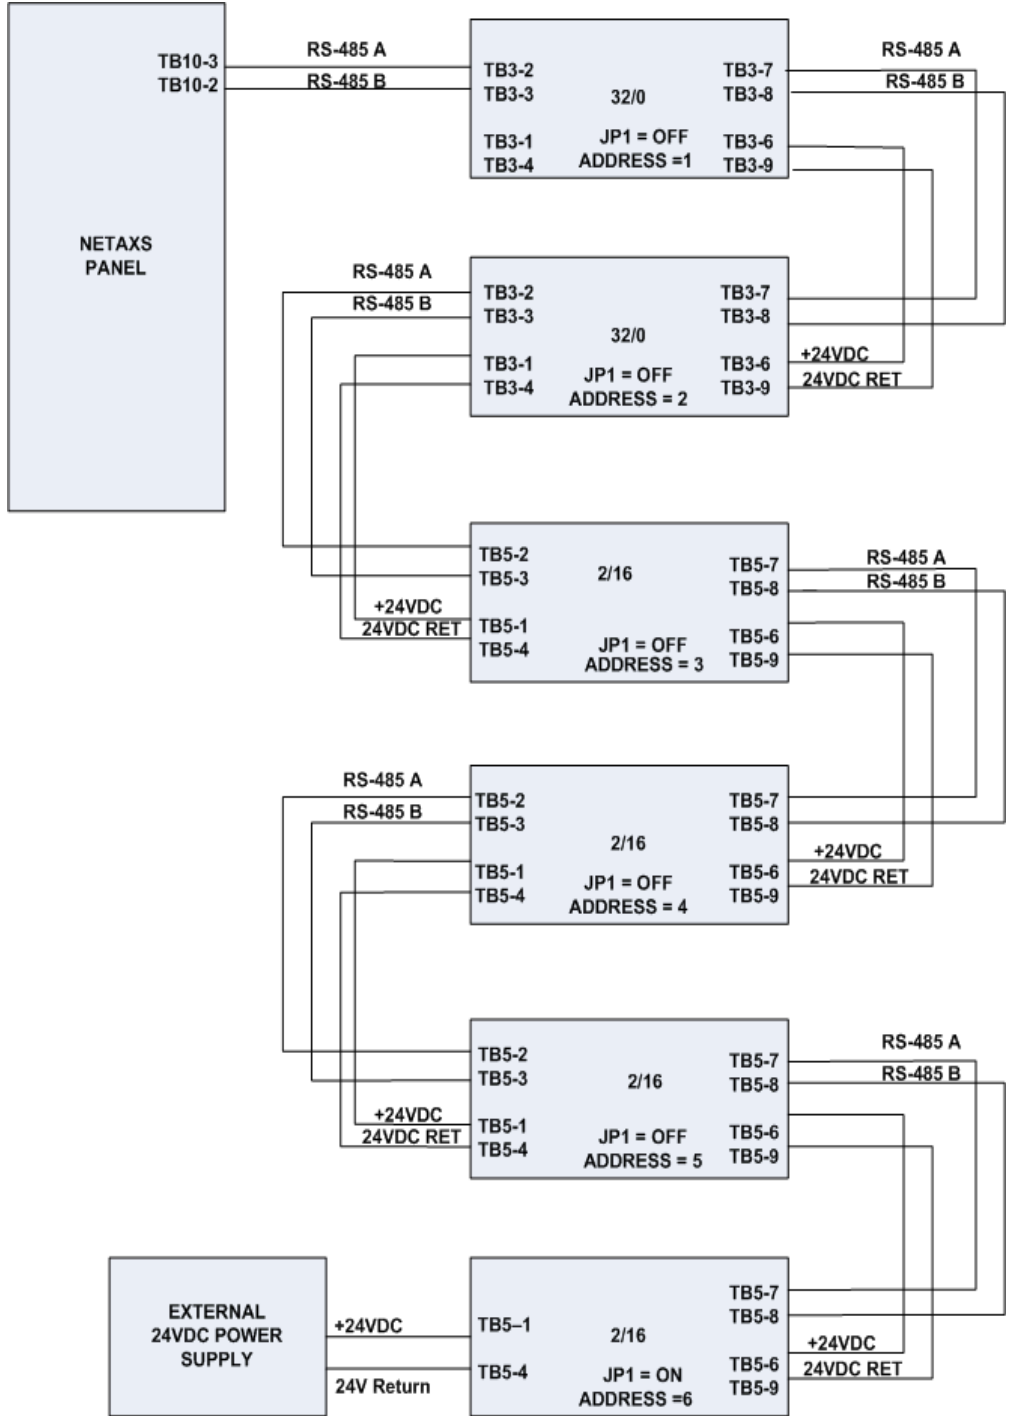 TB10-3
TB10-2
NETAXS
PANEL
RS-485 A
RS-485 B
TB3-2
TB3-3
TB3-1
TB3-4
32/0
JP1 = OFF
ADDRESS =1
TB3-7
TB3-8
TB3-6
TB3-9
RS-485 A
RS-485 B
RS-485 A
RS-485 B
TB3-2
TB3-3
TB3-1
TB3-4
32/0
JP1 = OFF
ADDRESS = 2
TB3-7
TB3-8
TB3-6
TB3-9
+24VDC
24VDC RET
+24VDC
24VDC RET
TB5-2
TB5-3
TB5-1
TB5-4
2/16
JP1 = OFF
ADDRESS = 3
TB5-7
TB5-8
TB5-6
TB5-9
RS-485 A
RS-485 B
RS-485 A
RS-485 B
TB5-2
TB5-3
TB5-1
TB5-4
2/16
JP1 = OFF
ADDRESS = 4
TB5-7
TB5-8
TB5-6
TB5-9
+24VDC
24VDC RET
+24VDC
24VDC RET
TB5-2
TB5-3
TB5-1
TB5-4
2/16
JP1 = OFF
ADDRESS = 5
TB5-7
TB5-8
TB5-6
TB5-9
RS-485 A
RS-485 B
EXTERNAL
24VDC POWER
SUPPLY
+24VDC
24V Return
TB5–1
TB5-4
2/16
JP1 = ON
ADDRESS =6
TB5-7
TB5-8
TB5-6
TB5-9
+24VDC
24VDC RET